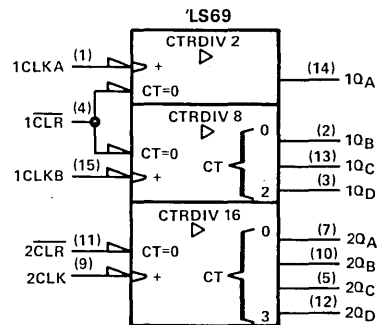 'LS69
CTRDIV 2
1CLKA (1) + (14) 1QA
CT=0
1CLR (4)
CTRDIV 8
0
(2) 1QB
(15) CT=0 CT (13) 1QC
1CLKB + 2 (3) 1QD
CTRDIV 16
0
(7) 2QA
2CLR (11) CT=0 (10) 2QB
2CLK (9) + CT (5) 2QC
3 (12) 2QD